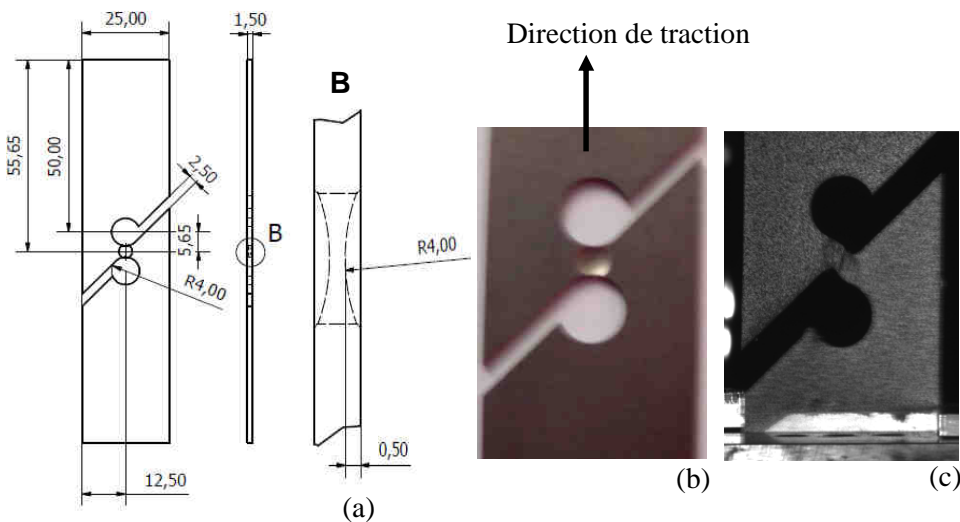 25,00
1,50
Direction de traction
B
55,65
50,00
2,50
5,65
B
R4,00
R4,00
0,50
12,50
(a)
(b)
(c)